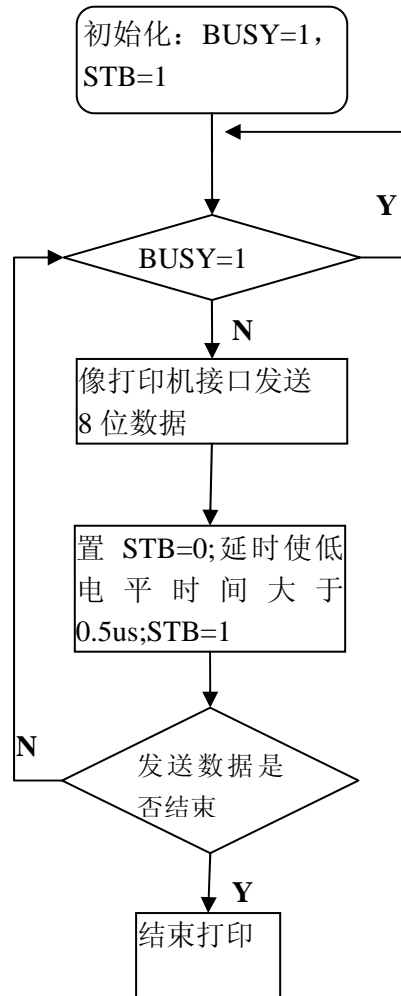 初始化：BUSY=1，
STB=1
Y
BUSY=1
N
像打印机接口发送
8 位数据
置 STB=0;延时使低
电平时间大于
0.5us;STB=1
N
发送数据是
否结束
Y
结束打印